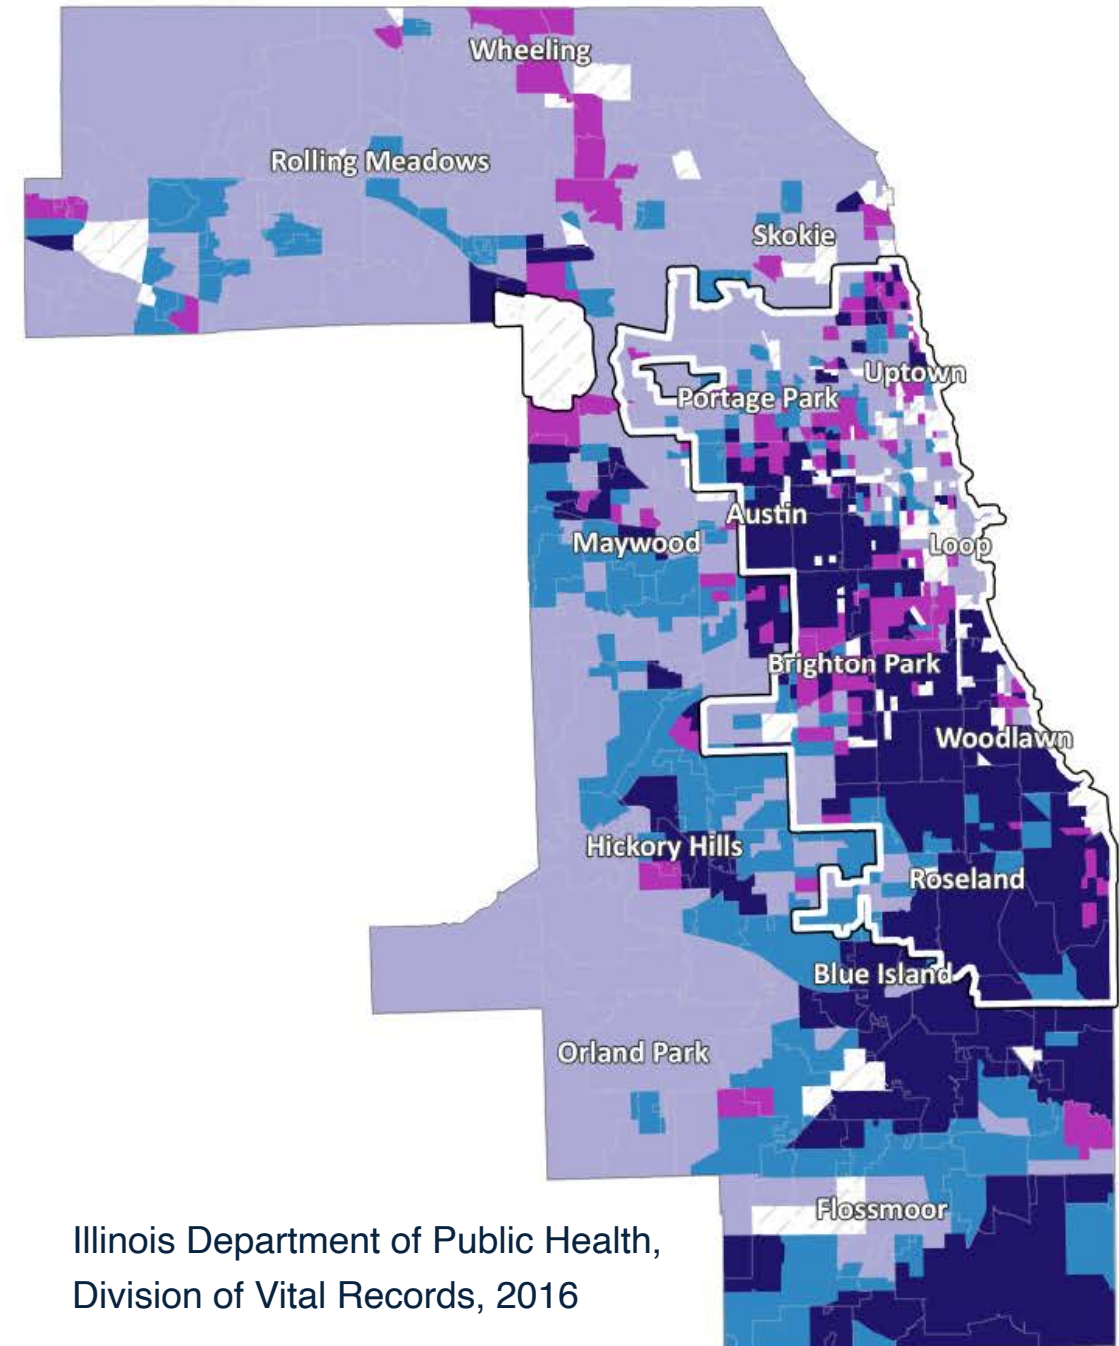 Wheeling
Rolling Meadows
Skokie
Uptown
Portage Park
Austin
Loop
Maywood
Brighton Park
Woodlawn
Hickory Hills
Roseland
Blue Island
Orland Park
Flossmoor
Illinois Department of Public Health,
Division of Vital Records, 2016